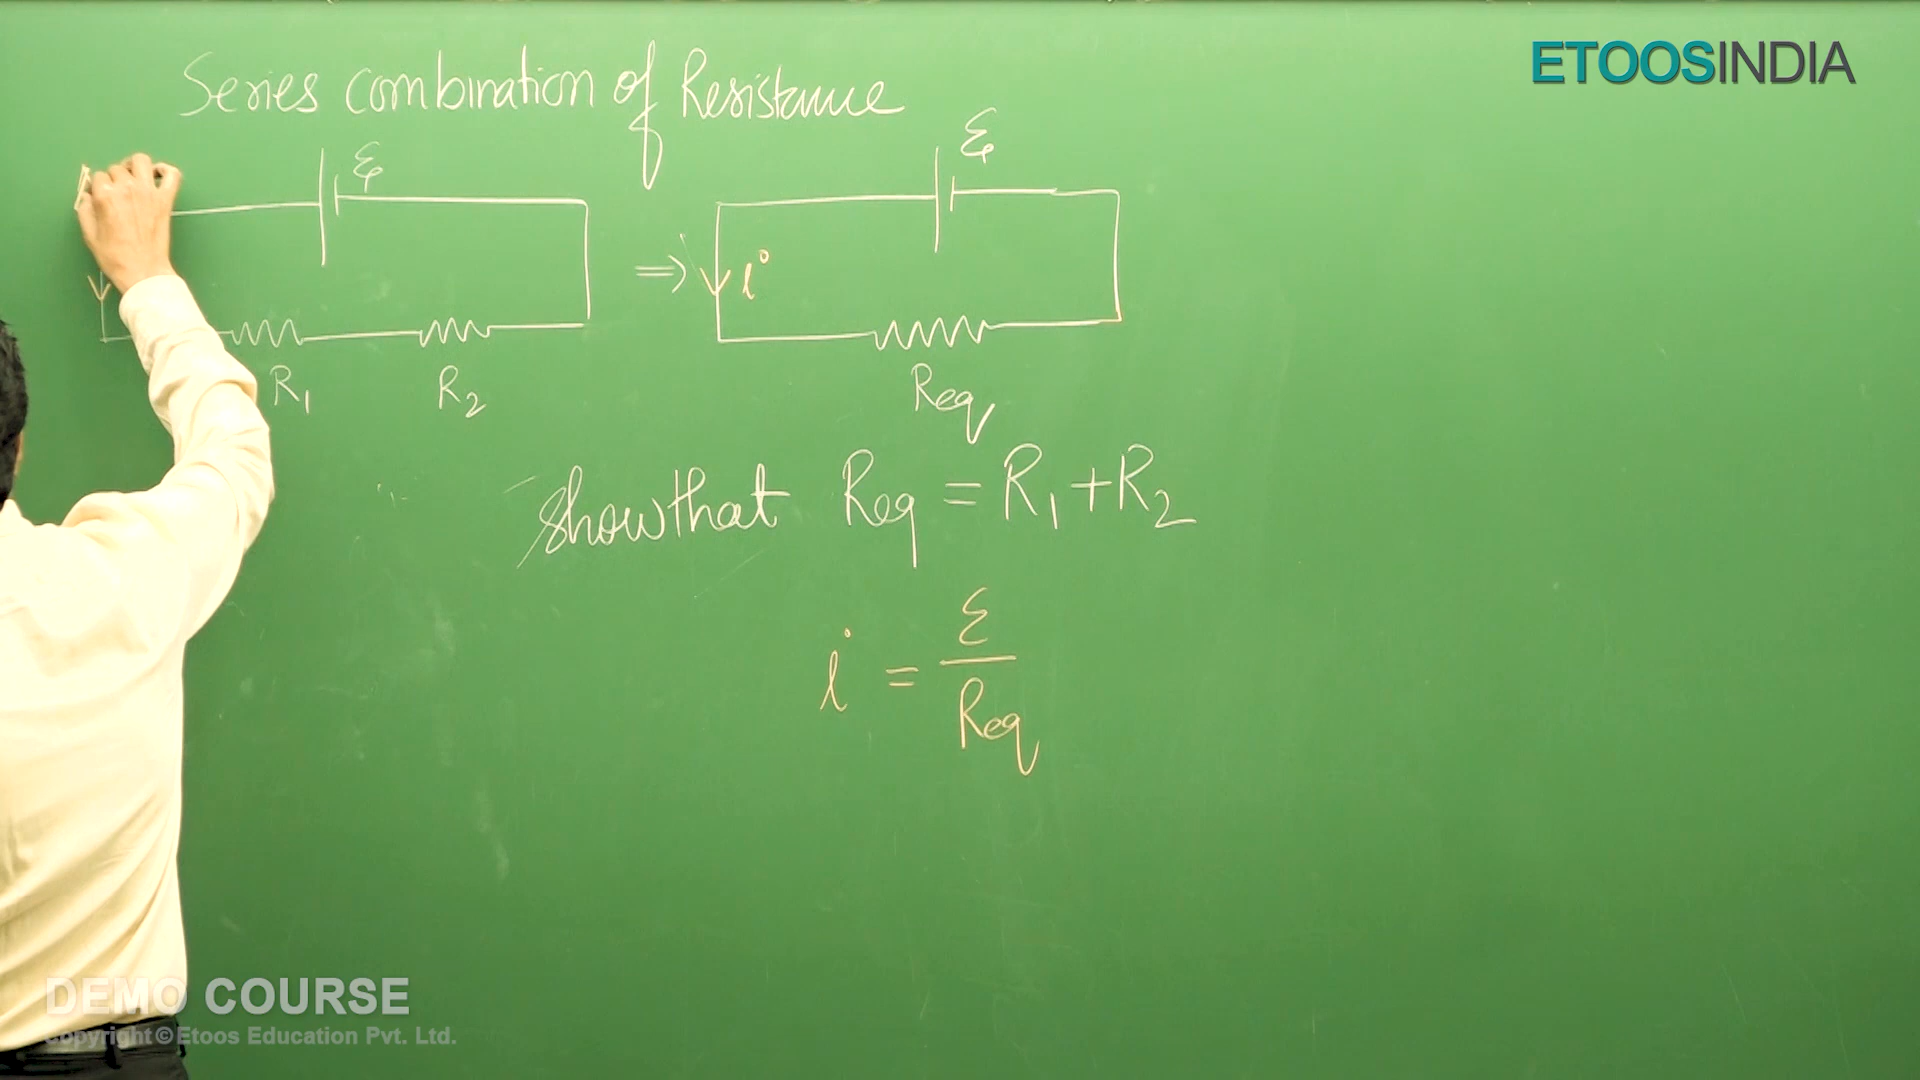 ETOOSINDIA
Series combination of Resistance
ε
ε
⇒
i
R₁
R₂
Req
show that Req = R₁ + R₂
i = ε / Req
DEMO COURSE
Copyright © Etoos Education Pvt. Ltd.